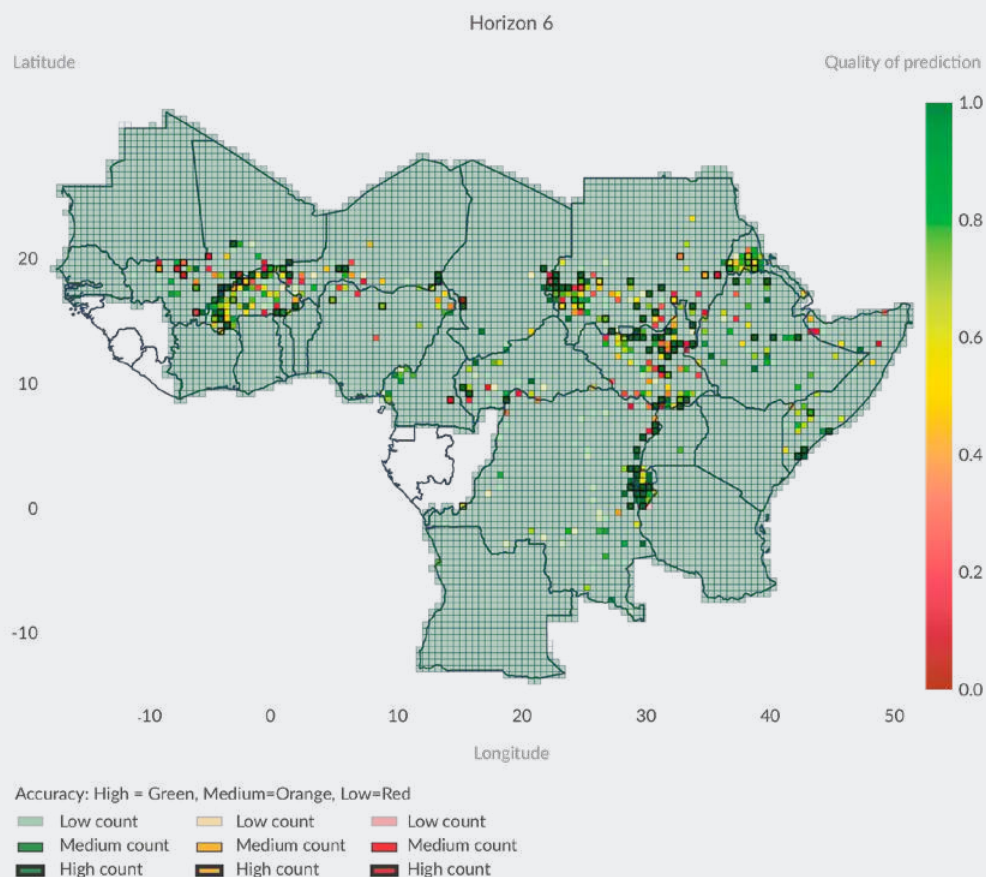 Horizon 6
Latitude
Quality of prediction
1.0
0.8
0.6
0.4
0.2
0.0
20
10
0
-10
-10 0 10 20 30 40 50
Longitude
Accuracy: High = Green, Medium=Orange, Low=Red
Low count Low count Low count
Medium count Medium count Medium count
High count High count High count